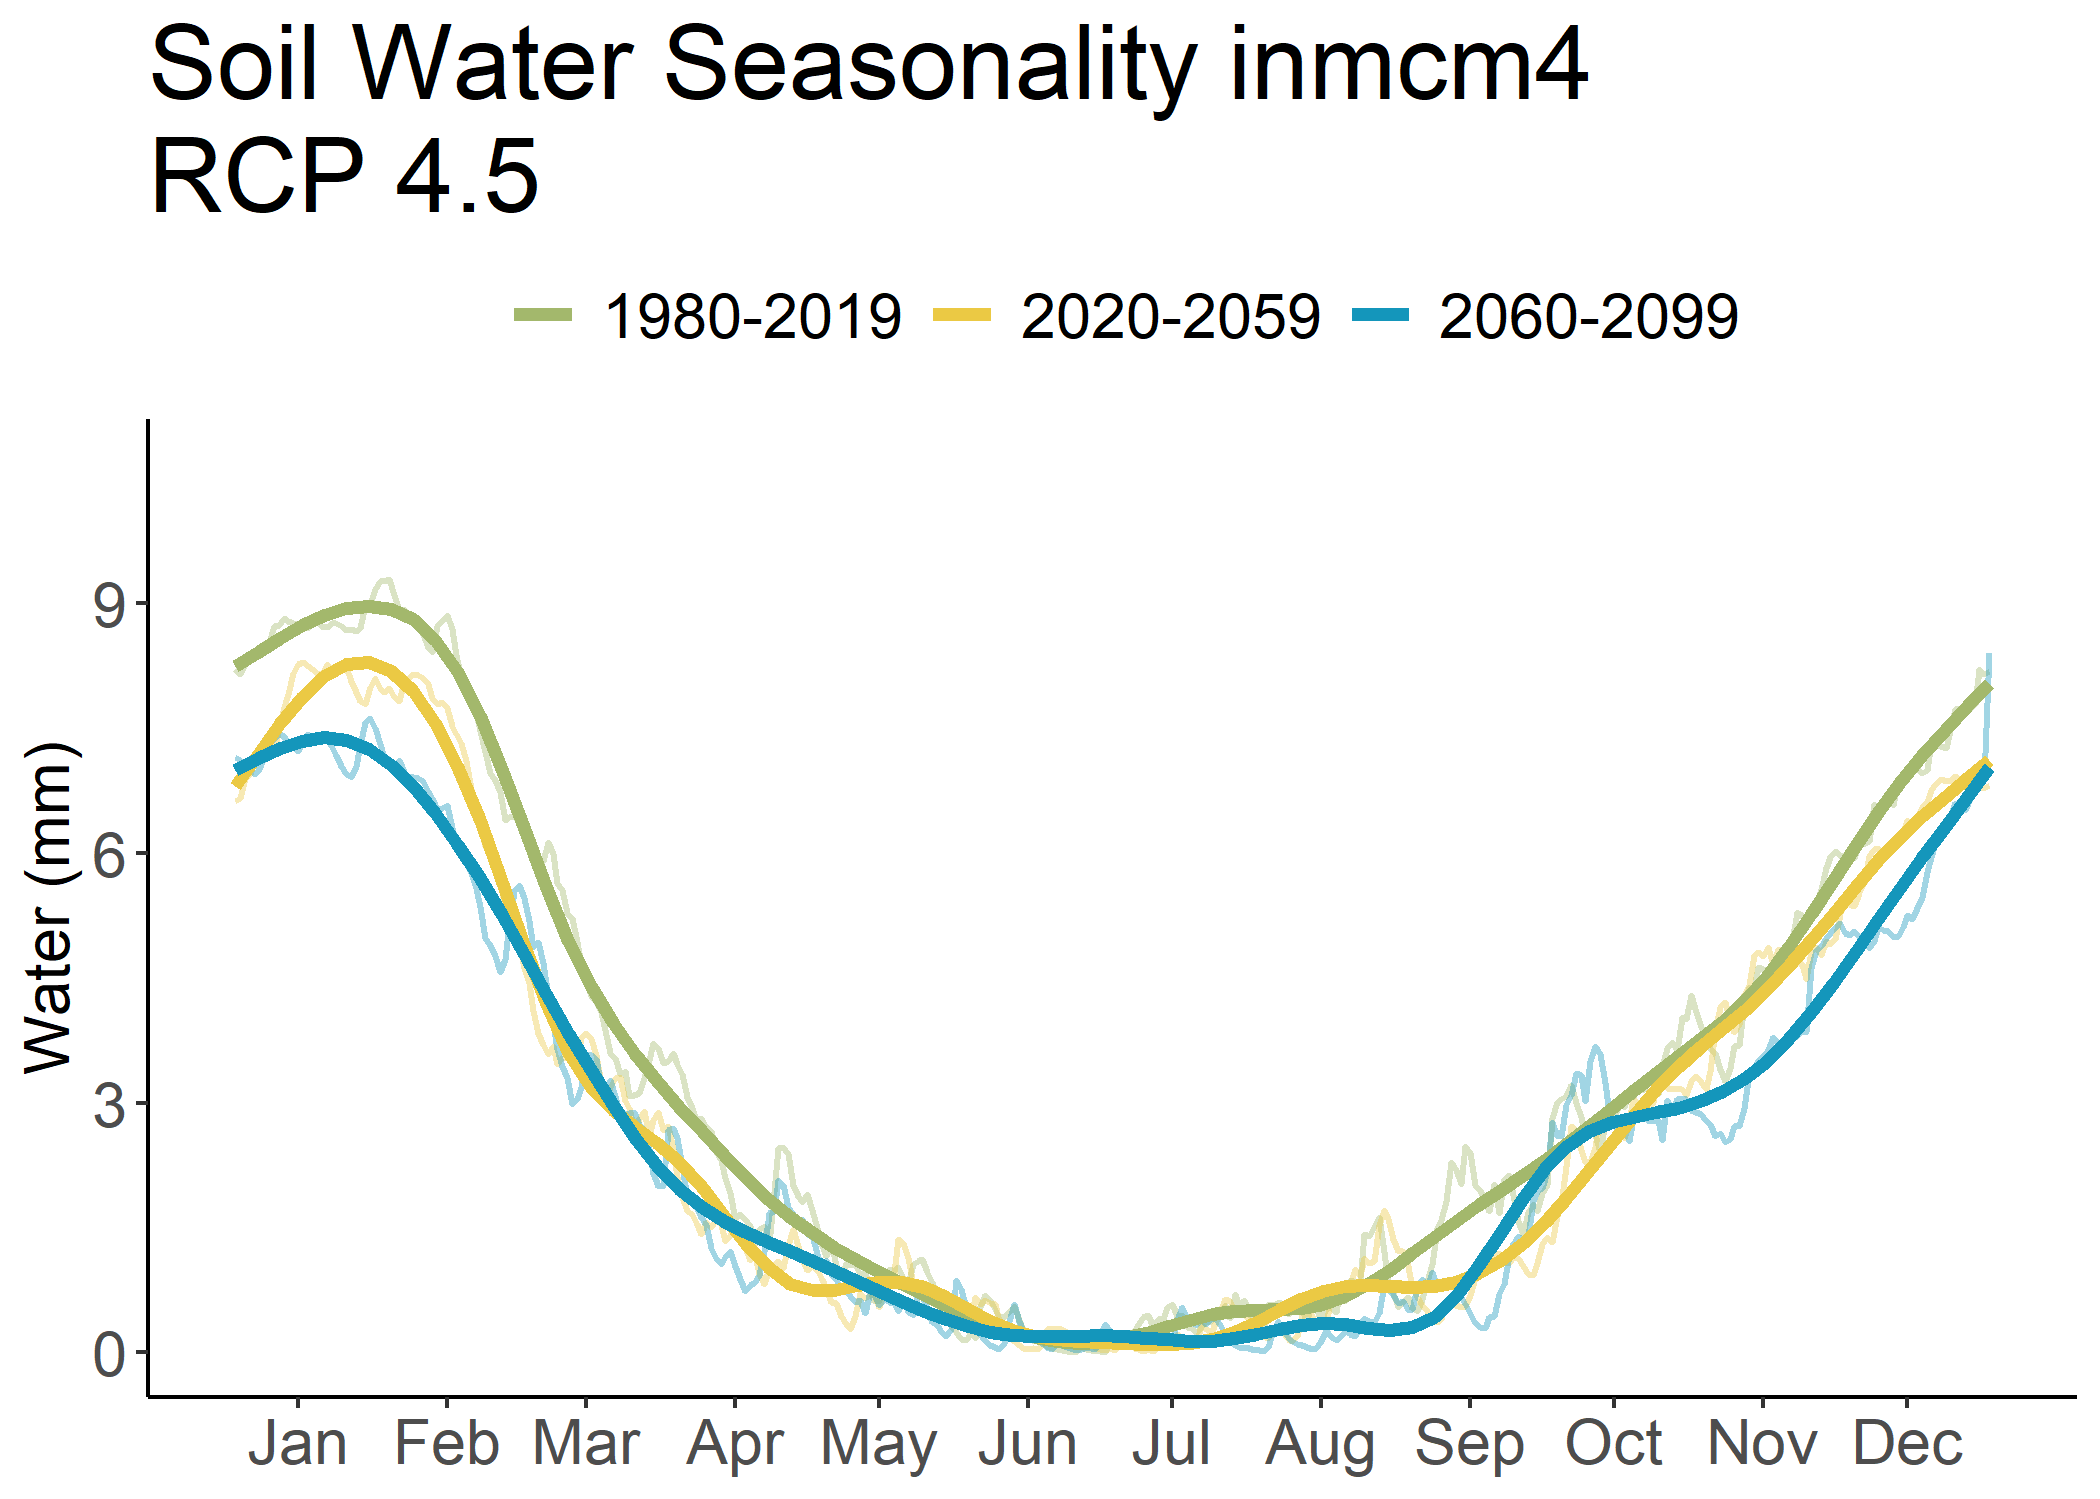 Soil Water Seasonality inmcm4
RCP 4.5
1980-2019 2020-2059 2060-2099
Water (mm)
9
6
3
0
Jan Feb Mar Apr May Jun Jul Aug Sep Oct Nov Dec